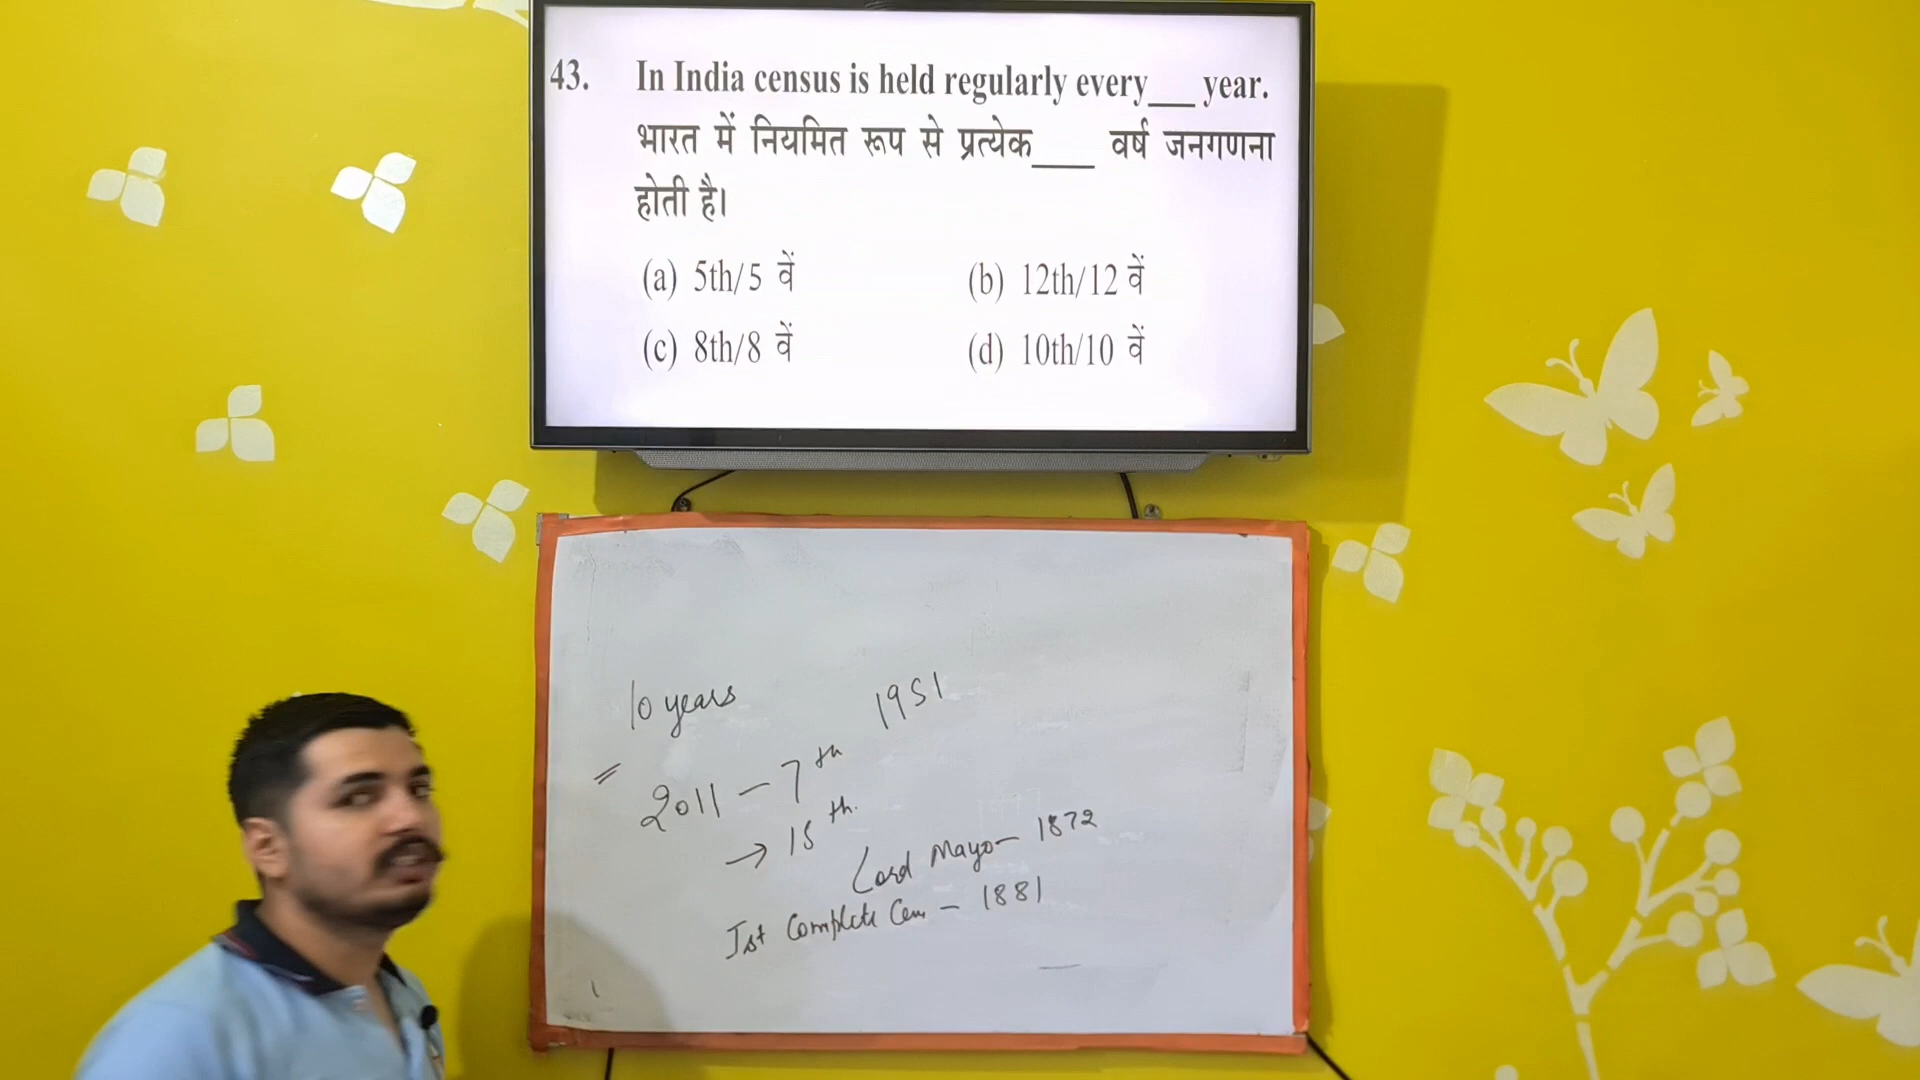 43. In India census is held regularly every___ year.
भारत में नियमित रूप से प्रत्येक____ वर्ष जनगणना
होती है।
(a) 5th/5 वें (b) 12th/12 वें
(c) 8th/8 वें (d) 10th/10 वें
10 years 1951
2011 – 7th
→ 15th.
Lord Mayo – 1872
Ist Complete Cen – 1881